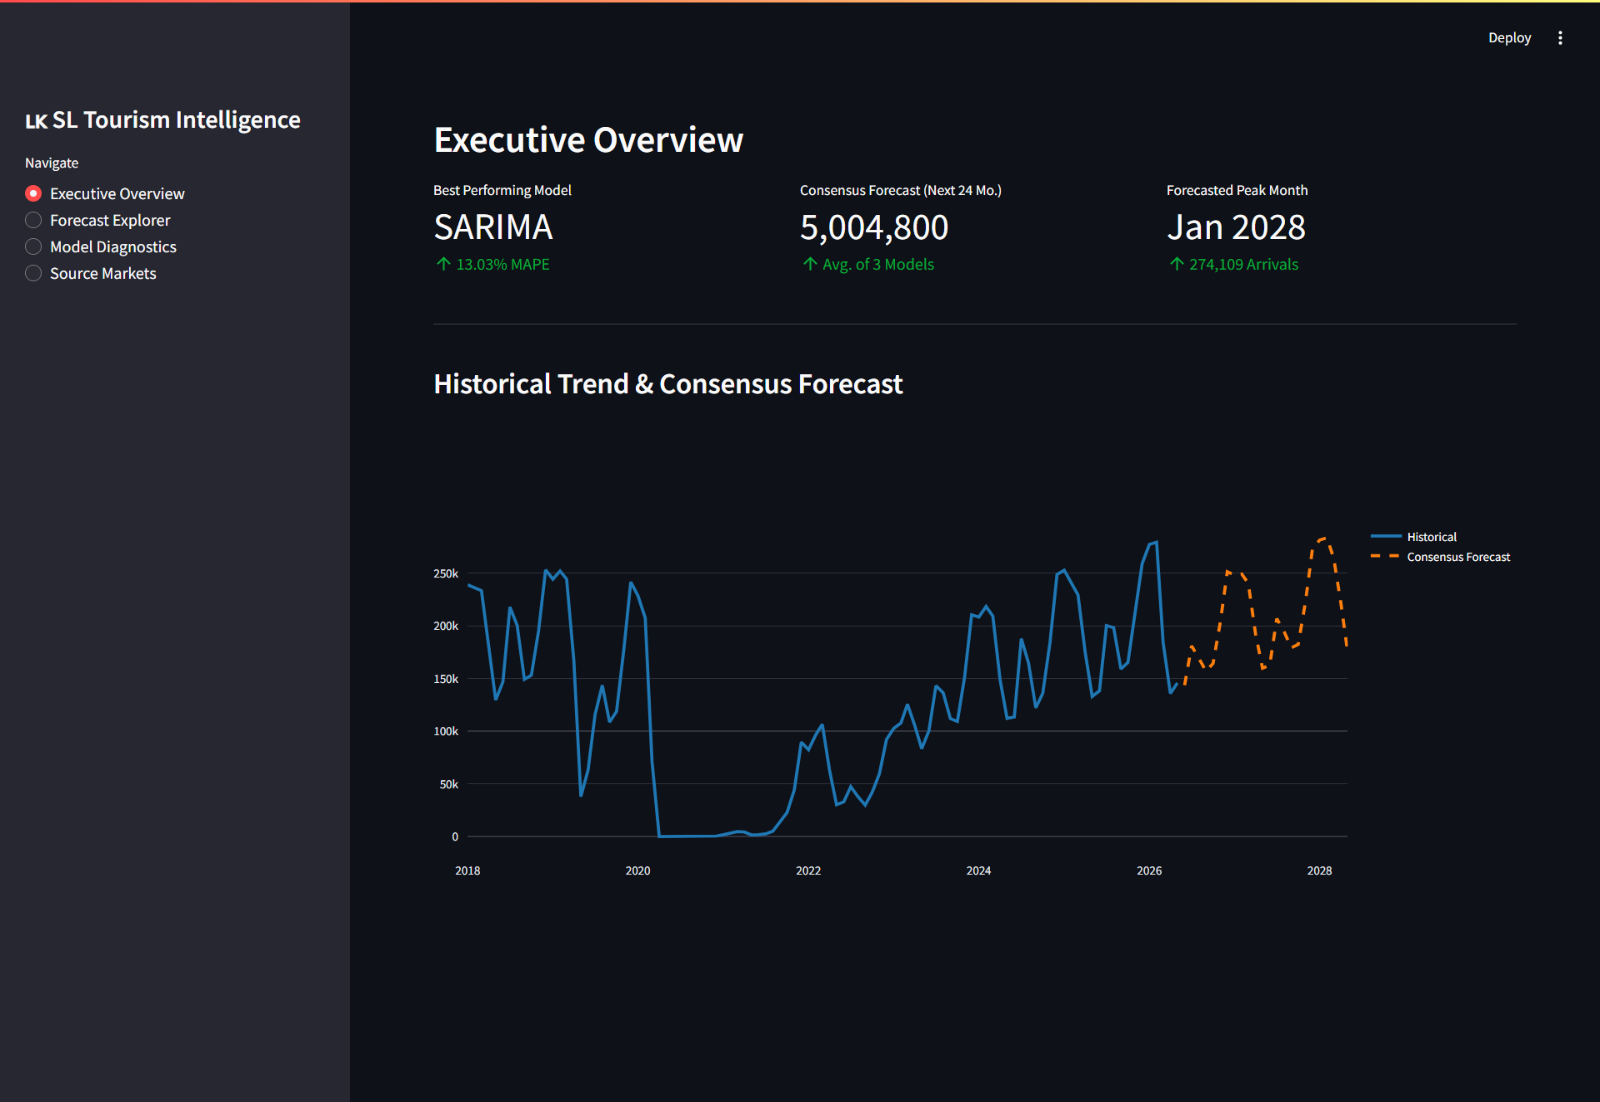 Deploy
LK SL Tourism Intelligence
Navigate
Executive Overview
Forecast Explorer
Model Diagnostics
Source Markets
Executive Overview
Best Performing Model
SARIMA
↑ 13.03% MAPE
Consensus Forecast (Next 24 Mo.)
5,004,800
↑ Avg. of 3 Models
Forecasted Peak Month
Jan 2028
↑ 274,109 Arrivals
Historical Trend & Consensus Forecast
Historical
Consensus Forecast
250k
200k
150k
100k
50k
0
2018 2020 2022 2024 2026 2028